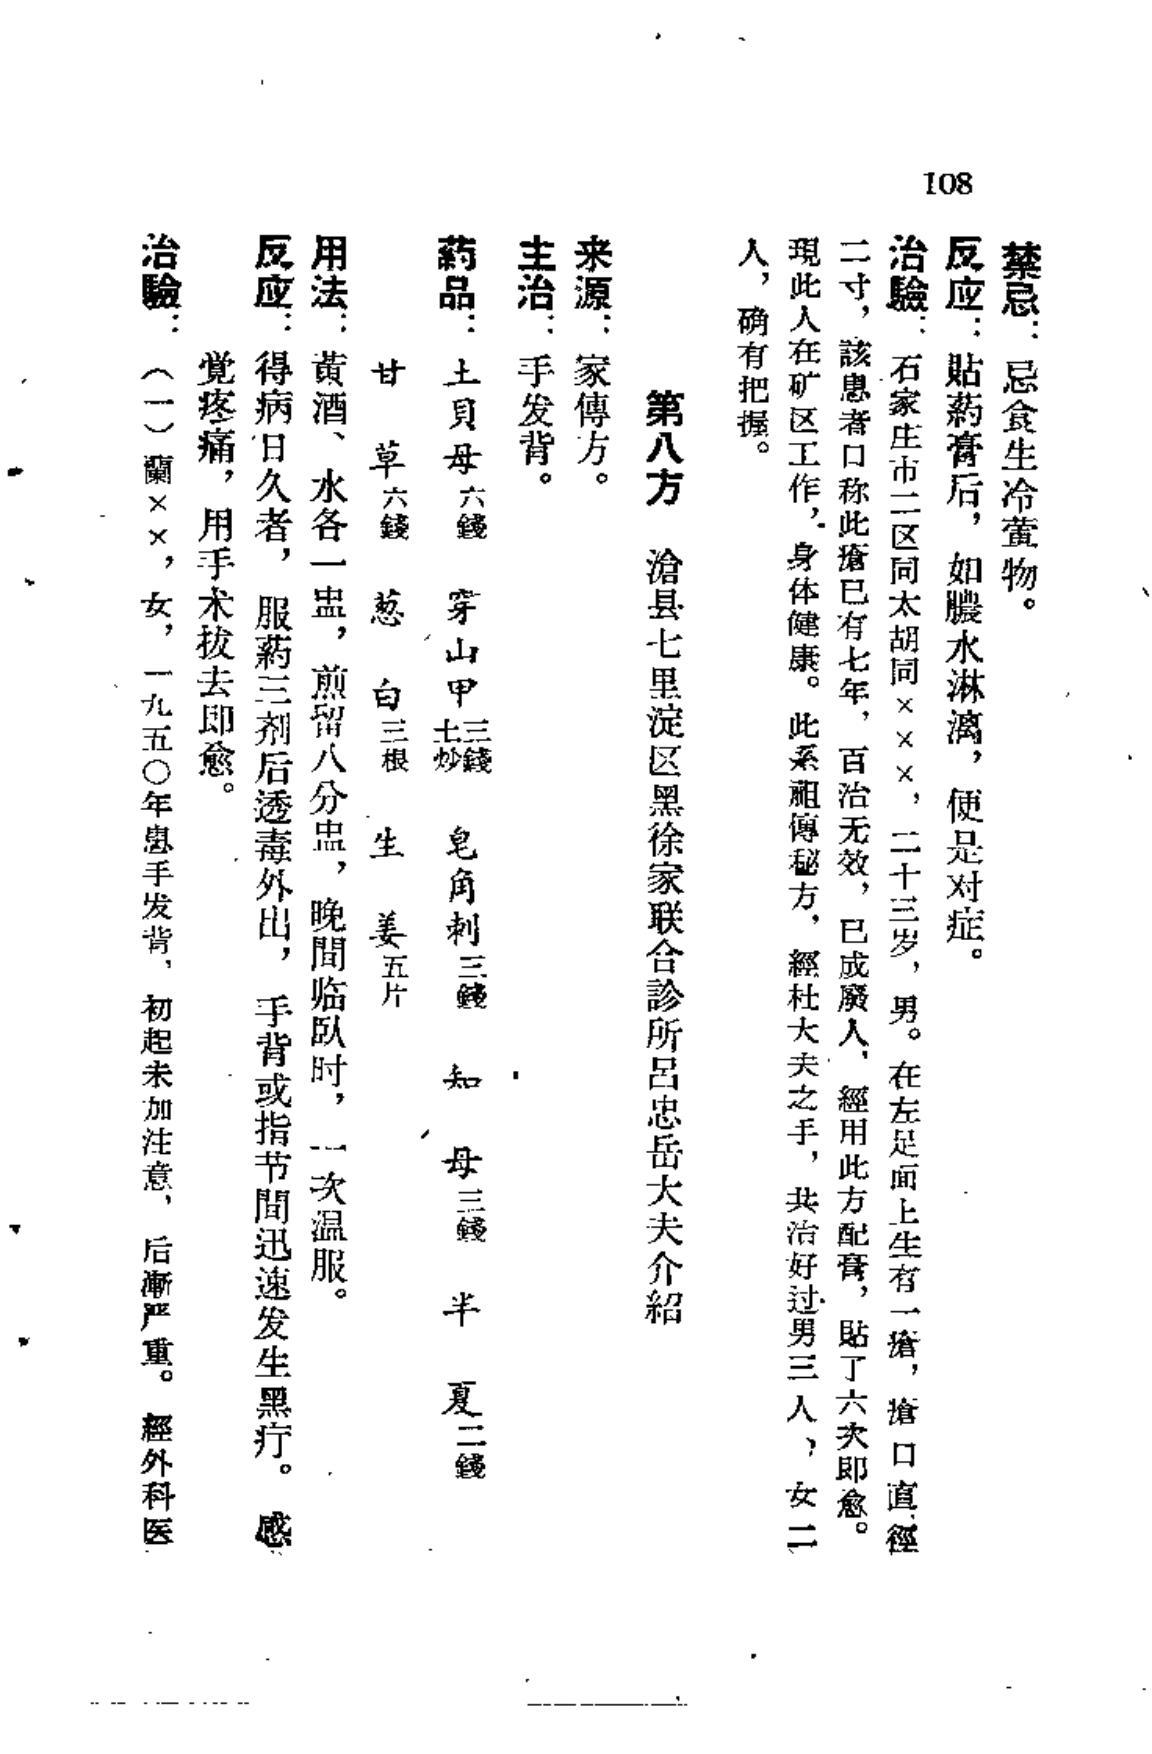 108
禁忌：忌食生冷葷物。
反应：貼葯膏后，如膿水淋漓，便是对症。
治驗：石家庄市二区同太胡同×××，二十三岁，男。在左足面上生有一瘡，瘡口直徑
二寸，該患者口称此瘡已有七年，百治无效，已成廢人，經用此方配膏，貼了六次即愈。
現此人在矿区工作，身体健康。此系祖傳秘方，經杜大夫之手，共治好过男三人，女二
人，确有把握。
第八方　滄县七里淀区黑徐家联合診所呂忠岳大夫介紹
来源：家傳方。
主治：手发背。
葯品：土貝母六錢　穿山甲三錢土炒　皂角刺三錢　知母三錢　半夏二錢
甘草六錢　葱白三根　生姜五片
用法：黃酒、水各一盅，煎留八分盅，晚間临臥时，一次温服。
反应：得病日久者，服葯三剂后透毒外出，手背或指节間迅速发生黑疔。感
觉疼痛，用手术拔去即愈。
治驗：（一）蘭××，女，一九五〇年患手发背，初起未加注意，后漸严重。經外科医